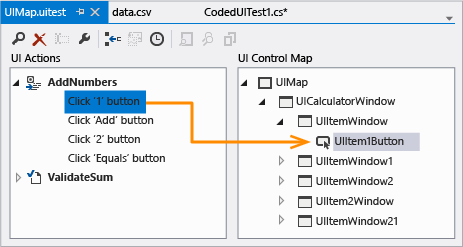 UIMap.uitest
data.csv
CodedUITest1.cs*
UI Actions
AddNumbers
Click '1' button
Click 'Add' button
Click '2' button
Click 'Equals' button
ValidateSum
UI Control Map
UIMap
UICalculatorWindow
UIItemWindow
UIItem1Button
UIItemWindow1
UIItemWindow2
UIItem2Window
UIItemWindow21